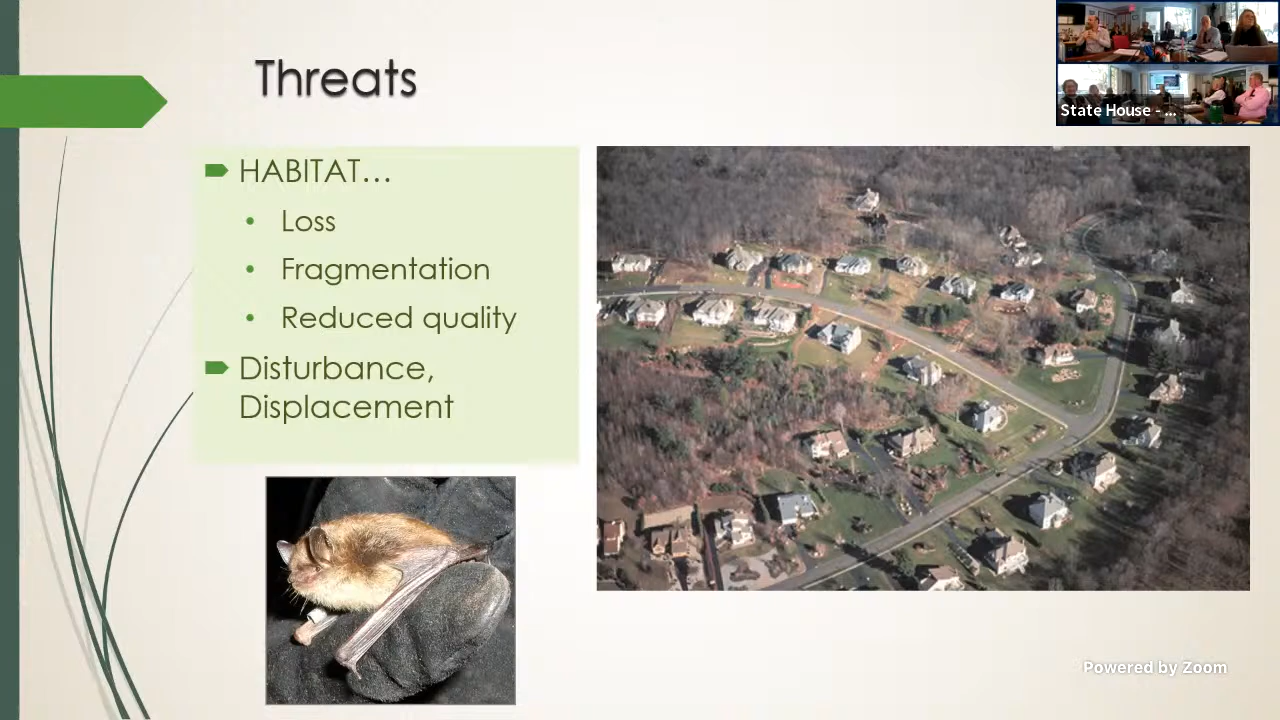 Threats
State House - ...
HABITAT...
• Loss
• Fragmentation
• Reduced quality
Disturbance,
Displacement
Powered by Zoom